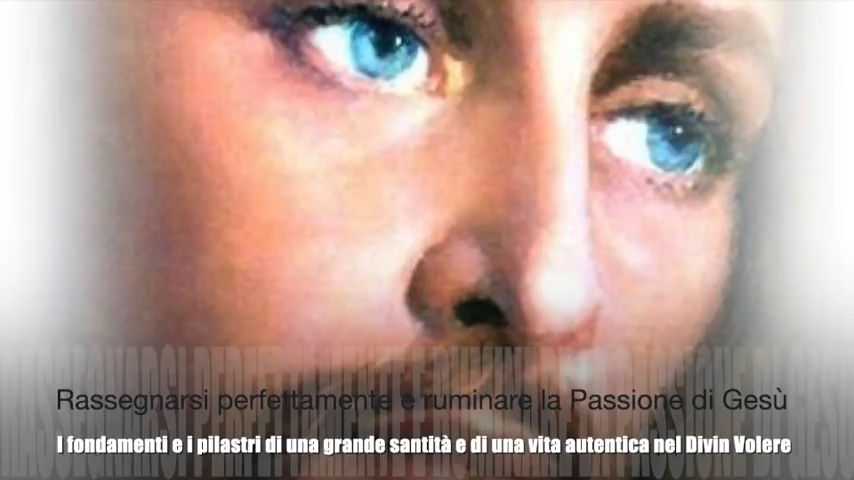 Rassegnarsi perfettamente e ruminare la Passione di Gesù
I fondamenti e i pilastri di una grande santità e di una vita autentica nel Divin Volere